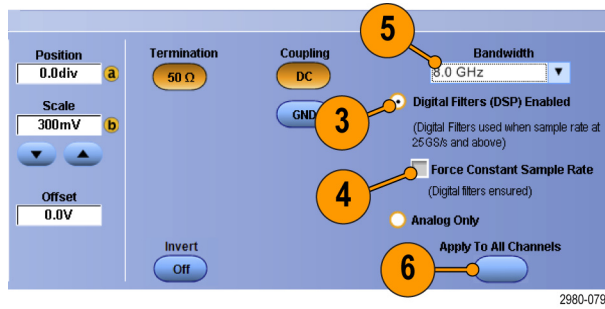 Position
0.0div
a
Scale
300mV
b
Offset
0.0V
Termination
50 Ω
Invert
Off
Coupling
DC
GND
5
Bandwidth
8.0 GHz
3
Digital Filters (DSP) Enabled
(Digital Filters used when sample rate at
25GS/s and above)
4
Force Constant Sample Rate
(Digital filters ensured)
Analog Only
Apply To All Channels
6
2980-079